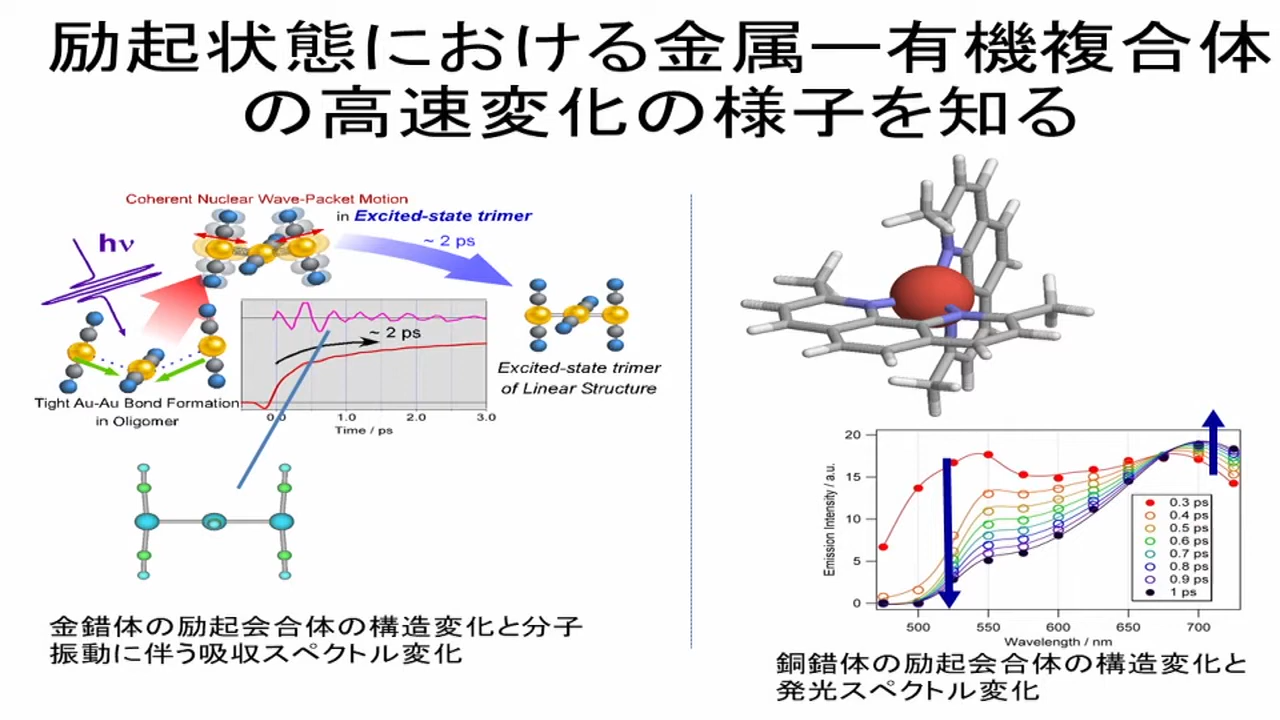 励起状態における金属―有機複合体
の高速変化の様子を知る
Coherent Nuclear Wave-Packet Motion
in Excited-state trimer
hν
~ 2 ps
~ 2 ps
Excited-state trimer
of Linear Structure
Tight Au-Au Bond Formation
in Oligomer
0.0 1.0 2.0 3.0
Time / ps
金錯体の励起会合体の構造変化と分子
振動に伴う吸収スペクトル変化
Emission Intensity / a.u.
20
15
10
5
0
0.3 ps
0.4 ps
0.5 ps
0.6 ps
0.7 ps
0.8 ps
0.9 ps
1 ps
500 550 600 650 700
Wavelength / nm
銅錯体の励起会合体の構造変化と
発光スペクトル変化